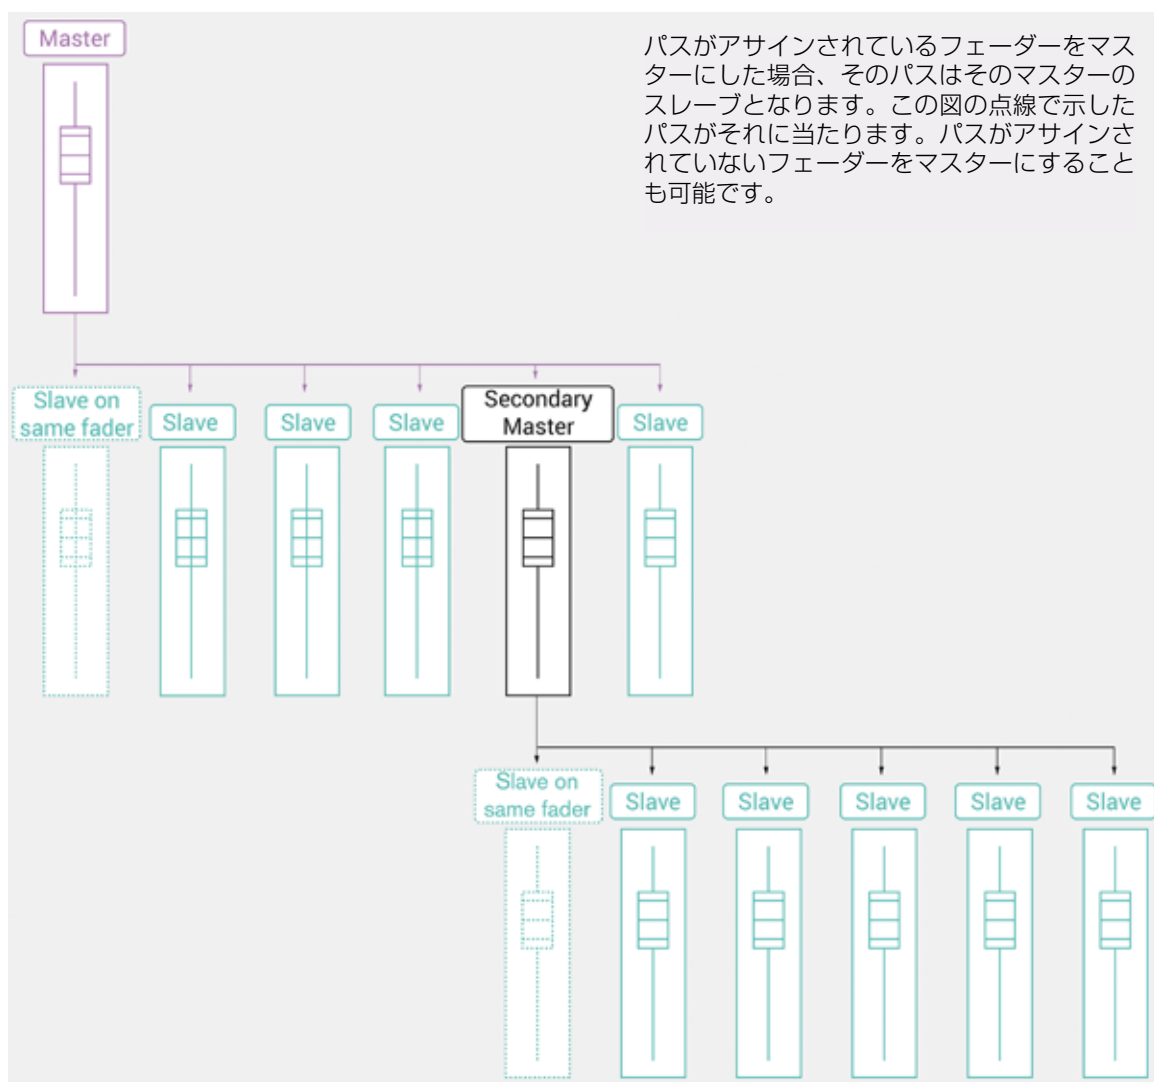 Master
パスがアサインされているフェーダーをマス
ターにした場合、そのパスはそのマスターの
スレーブとなります。この図の点線で示した
パスがそれに当たります。パスがアサインさ
れていないフェーダーをマスターにすること
も可能です。
Slave on
same fader
Slave
Slave
Slave
Secondary
Master
Slave
Slave on
same fader
Slave
Slave
Slave
Slave
Slave